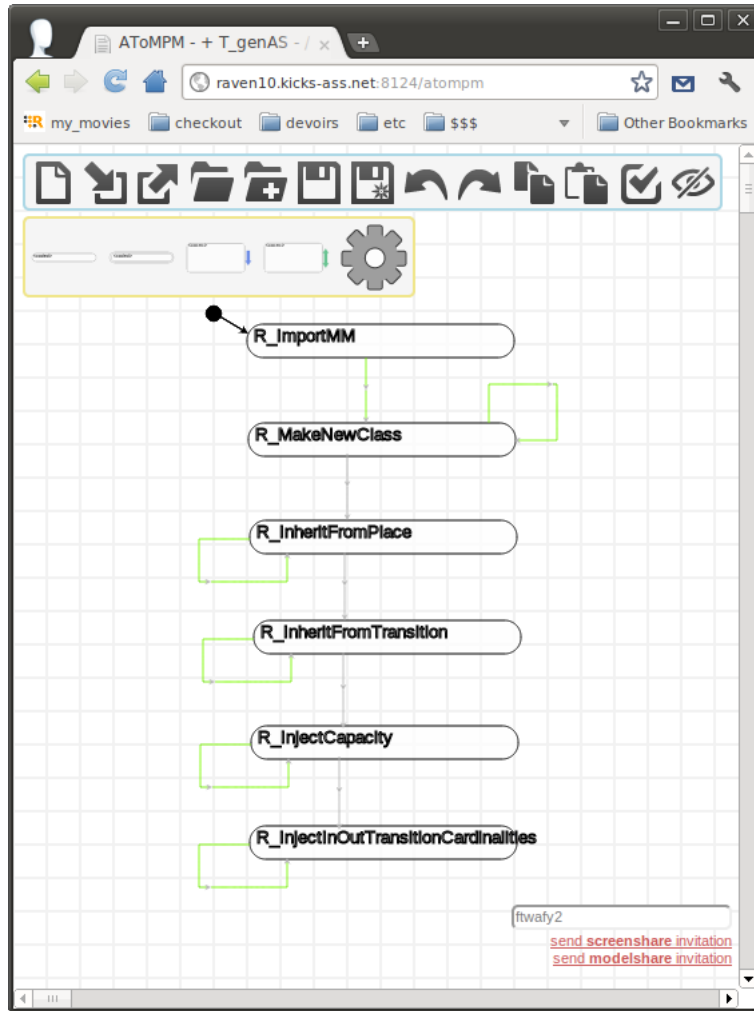 AToMPM - + T_genAS - /
raven10.kicks-ass.net:8124/atompm
my_movies checkout devoirs etc $$$ Other Bookmarks
R_ImportMM
R_MakeNewClass
R_InheritFromPlace
R_InheritFromTransition
R_InjectCapacity
R_InjectInOutTransitionCardinalities
ftwafy2
send screenshare invitation
send modelshare invitation